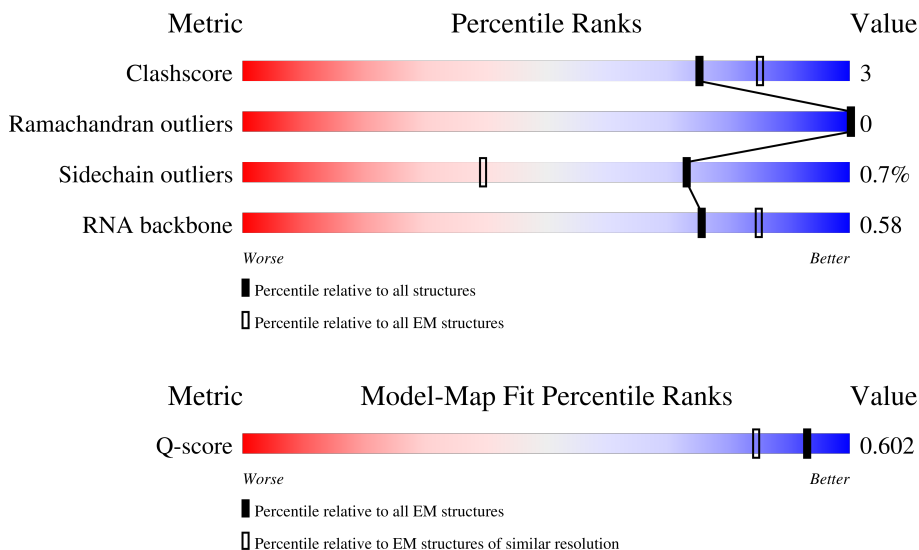 Metric Percentile Ranks Value
Clashscore 3
Ramachandran outliers 0
Sidechain outliers 0.7%
RNA backbone 0.58
Worse Better
Percentile relative to all structures
Percentile relative to all EM structures
Metric Model-Map Fit Percentile Ranks Value
Q-score 0.602
Worse Better
Percentile relative to all EM structures
Percentile relative to EM structures of similar resolution